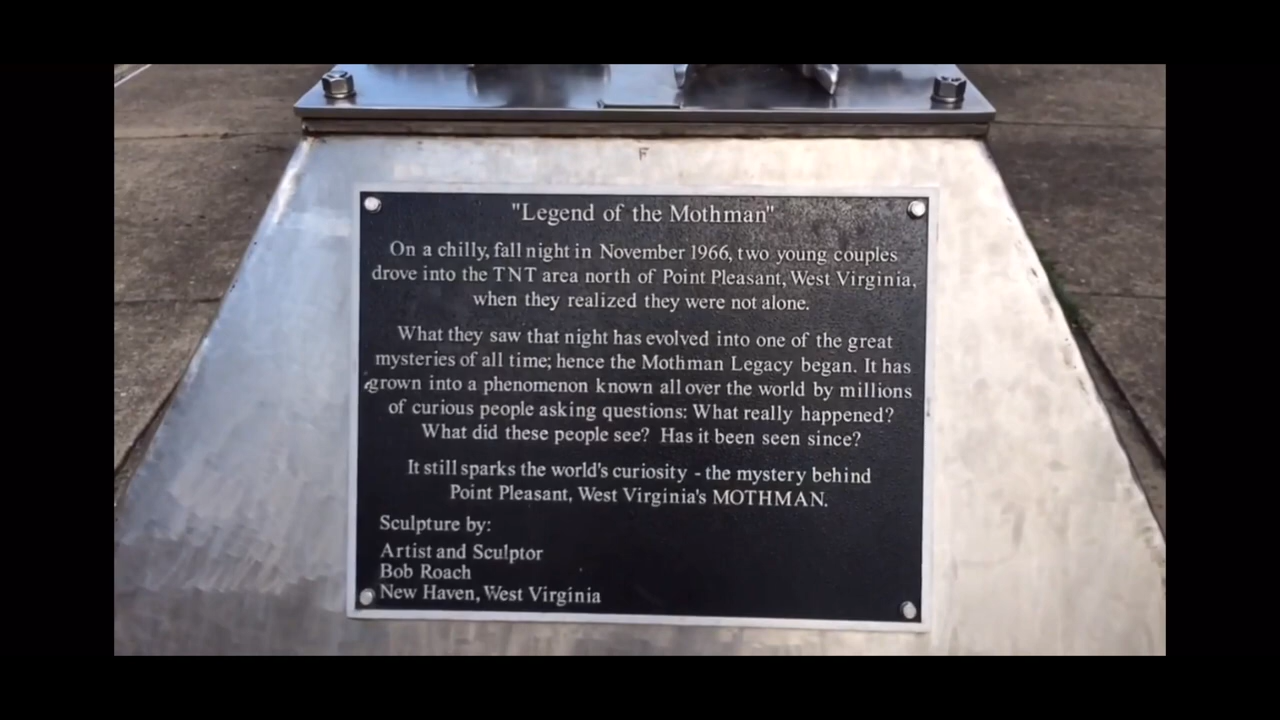 F
"Legend of the Mothman"
On a chilly, fall night in November 1966, two young couples
drove into the TNT area north of Point Pleasant, West Virginia,
when they realized they were not alone.
What they saw that night has evolved into one of the great
mysteries of all time; hence the Mothman Legacy began. It has
grown into a phenomenon known all over the world by millions
of curious people asking questions: What really happened?
What did these people see? Has it been seen since?
It still sparks the world's curiosity - the mystery behind
Point Pleasant, West Virginia's MOTHMAN.
Sculpture by:
Artist and Sculptor
Bob Roach
New Haven, West Virginia